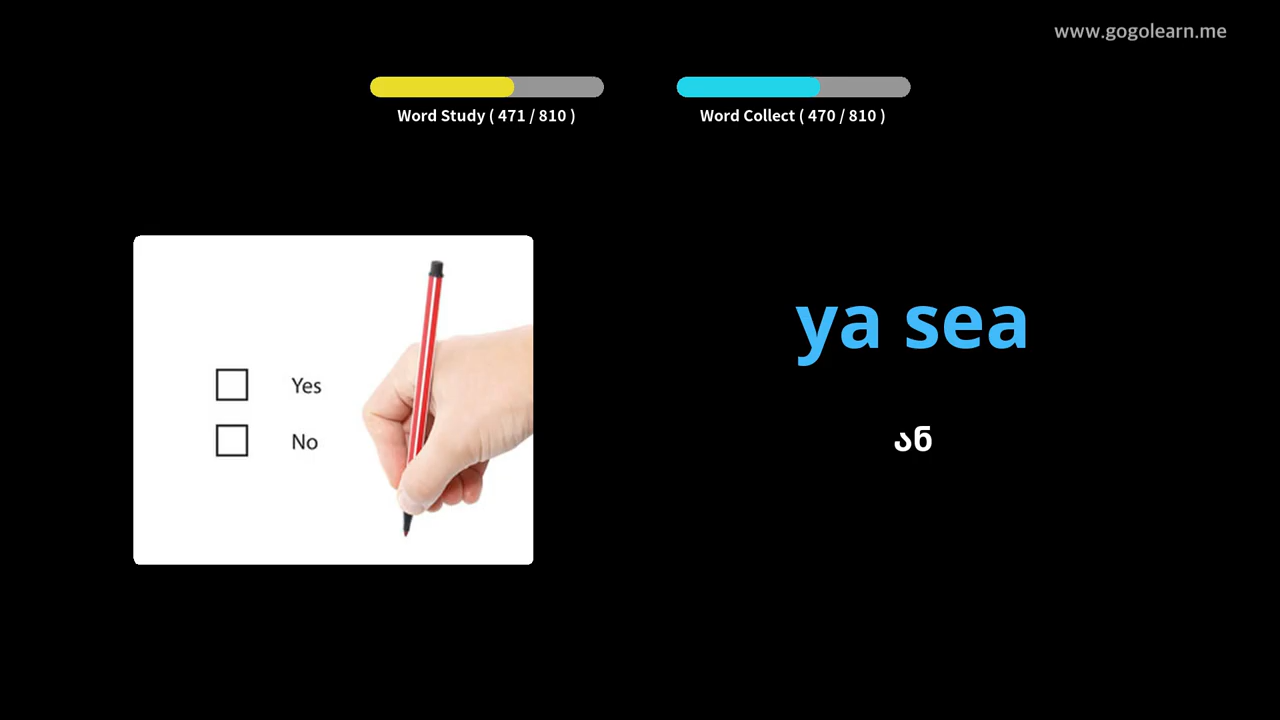 www.gogolearn.me
Word Study ( 471 / 810 )
Word Collect ( 470 / 810 )
Yes
No
ya sea
ან